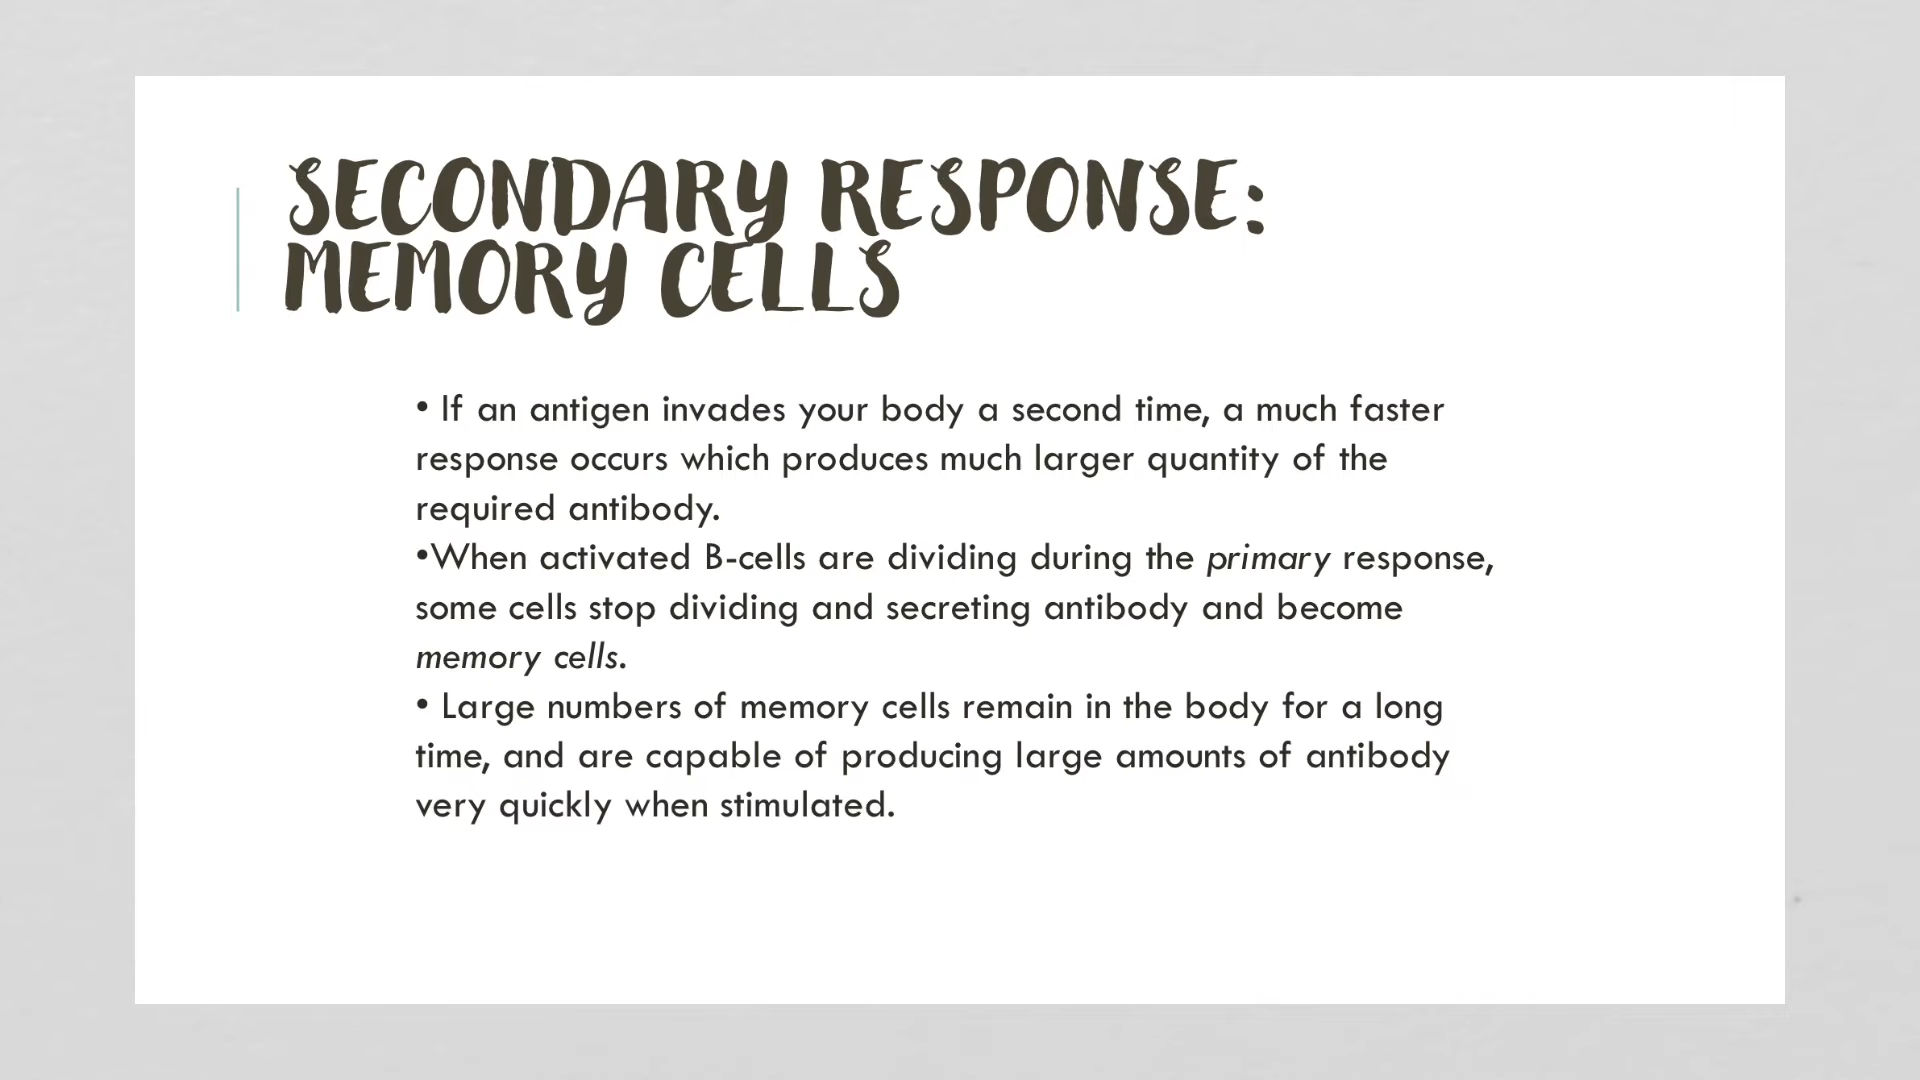 SECONDARY RESPONSE:
MEMORY CELLS
• If an antigen invades your body a second time, a much faster
response occurs which produces much larger quantity of the
required antibody.
•When activated B-cells are dividing during the primary response,
some cells stop dividing and secreting antibody and become
memory cells.
• Large numbers of memory cells remain in the body for a long
time, and are capable of producing large amounts of antibody
very quickly when stimulated.